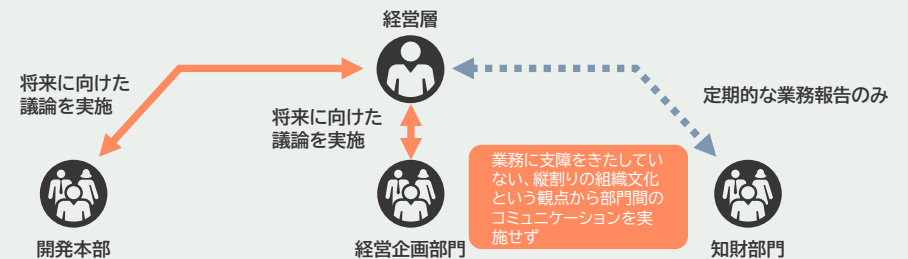 経営層
将来に向けた
議論を実施
将来に向けた
議論を実施
定期的な業務報告のみ
業務に支障をきたしてい
ない、縦割りの組織文化
という観点から部門間の
コミュニケーションを実
施せず
開発本部
経営企画部門
知財部門